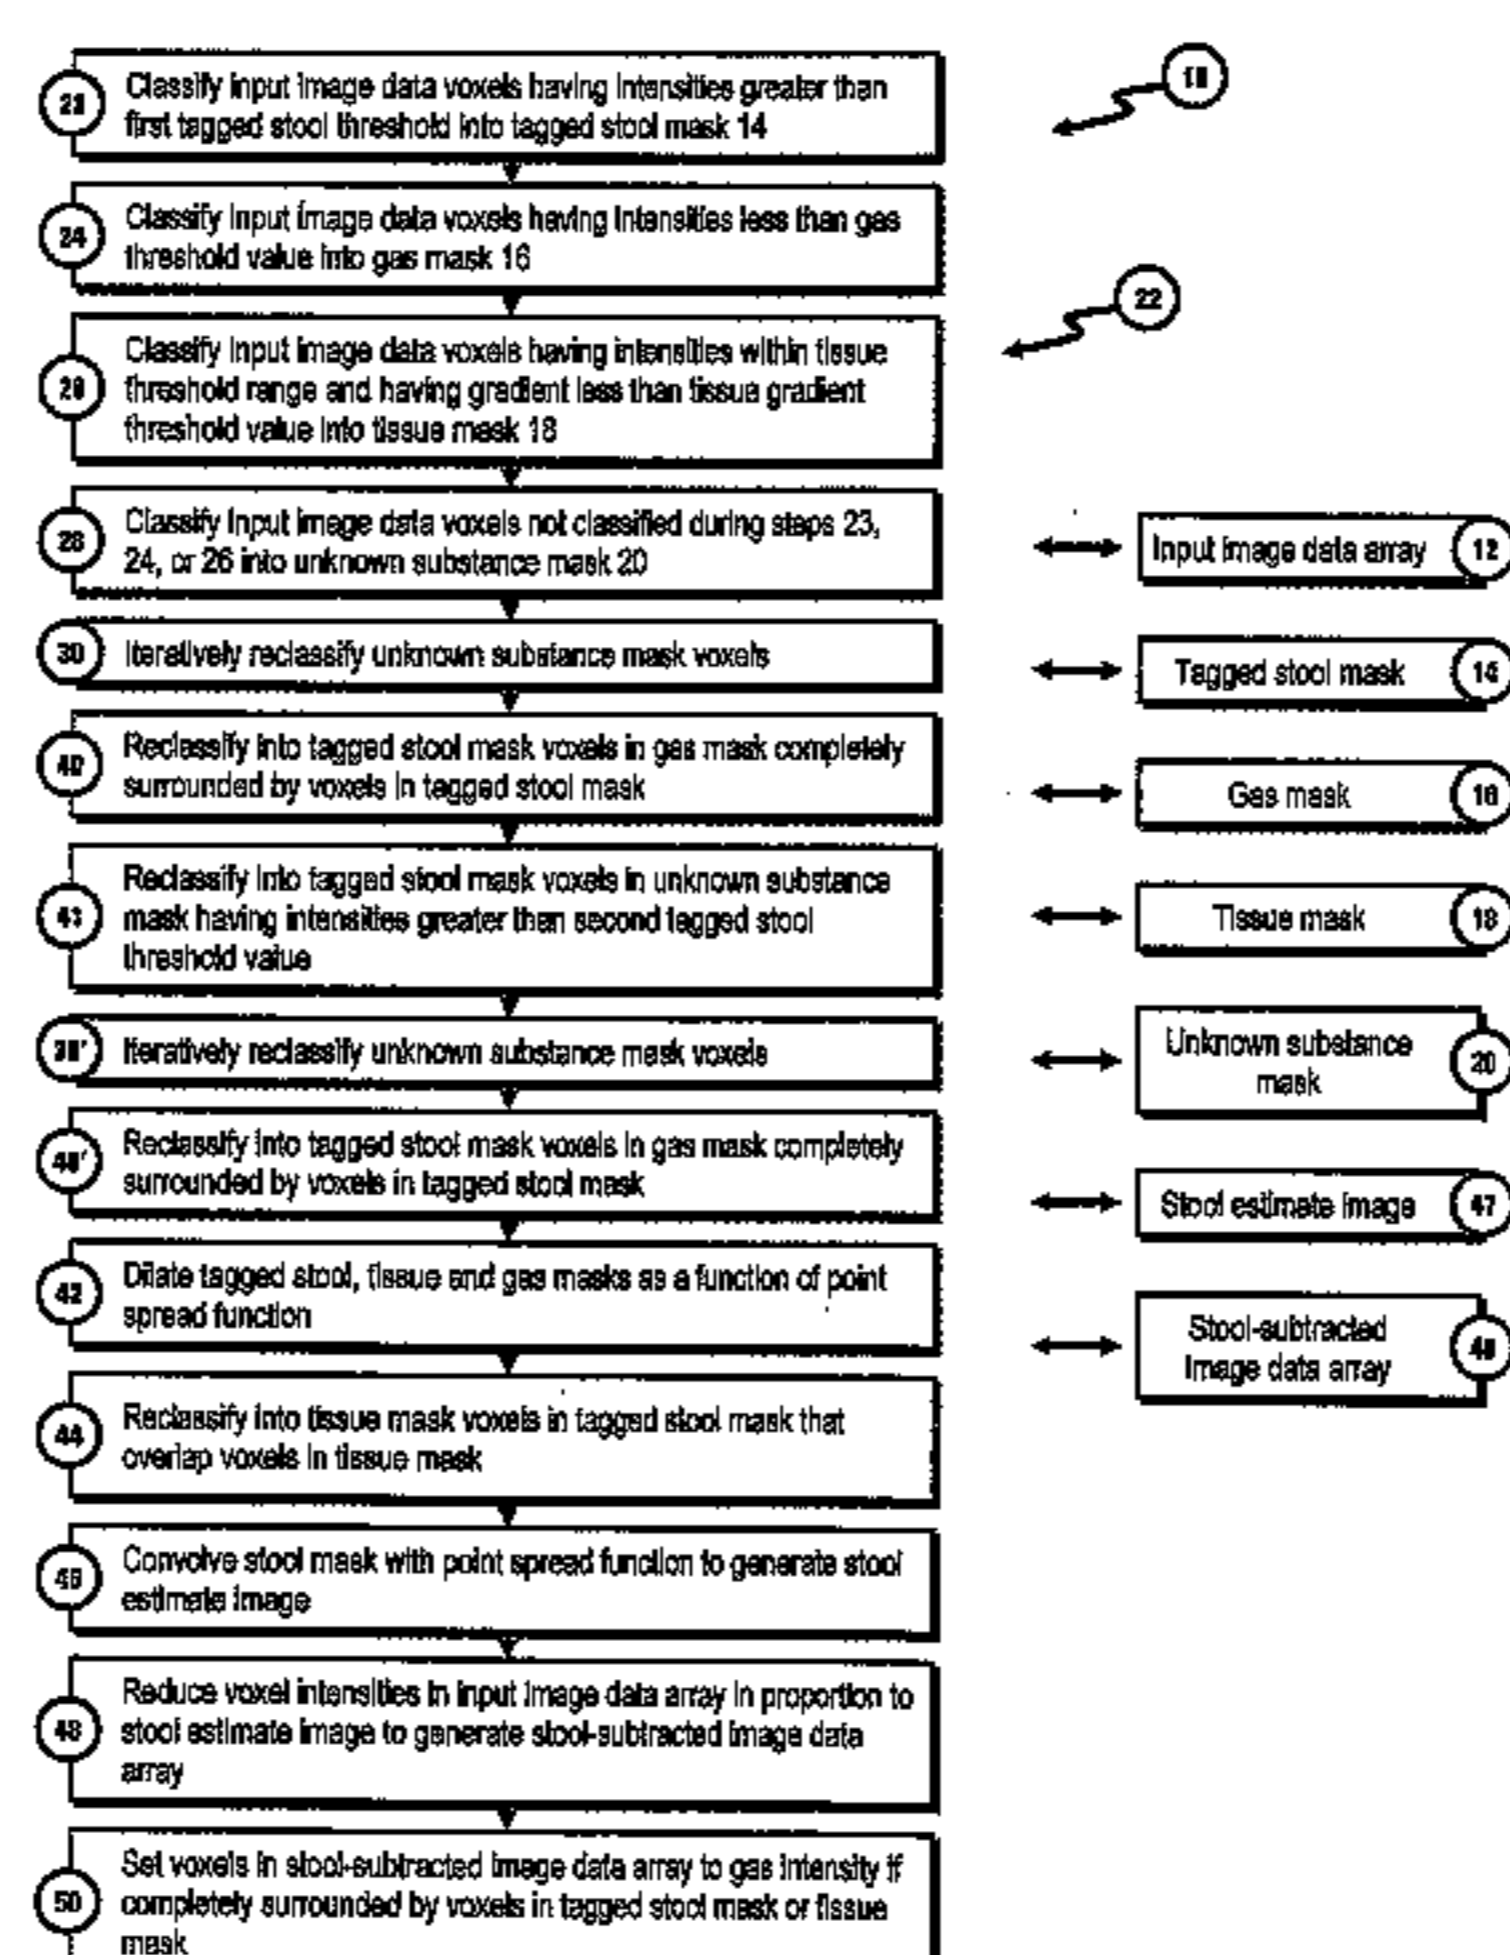 Classify input image data voxels having intensities greater than
first tagged stool threshold into tagged stool mask 14
24
Classify input image data voxels having intensities less than gas
threshold value into gas mask 16
Classify input image data voxels having intensities within tissue
threshold range and having gradient less than tissue gradient
threshold value into tissue mask 18
Classify input image data voxels not classified during steps 23,
24, or 26 into unknown substance mask 20
30
Iteratively reclassify unknown substance mask voxels
40
Reclassify into tagged stool mask voxels in gas mask completely
surrounded by voxels in tagged stool mask
Reclassify into tagged stool mask voxels in unknown substance
mask having intensities greater than second tagged stool
threshold value
Iteratively reclassify unknown substance mask voxels
Reclassify into tagged stool mask voxels in gas mask completely
surrounded by voxels in tagged stool mask
42
Dilate tagged stool, tissue and gas masks as a function of point
spread function
44
Reclassify into tissue mask voxels in tagged stool mask that
overlap voxels in tissue mask
Convolve stool mask with point spread function to generate stool
estimate image
Reduce voxel intensities in input image data array in proportion to
stool estimate image to generate stool-subtracted image data
array
50
Set voxels in stool-subtracted image data array to gas intensity if
completely surrounded by voxels in tagged stool mask or tissue
mask
22
Input image data array
12
Tagged stool mask
14
Gas mask
16
Tissue mask
18
Unknown substance
mask
20
Stool estimate image
47
Stool-subtracted
image data array